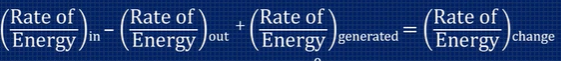 (Rate of / Energy)in − (Rate of / Energy)out + (Rate of / Energy)generated = (Rate of / Energy)change